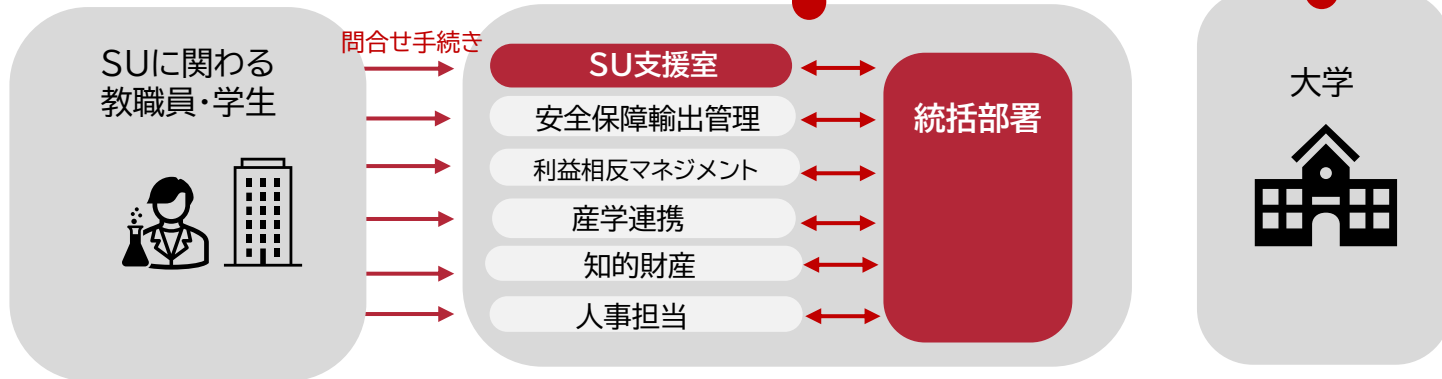 SUに関わる
教職員・学生
問合せ手続き
SU支援室
安全保障輸出管理
利益相反マネジメント
産学連携
知的財産
人事担当
統括部署
大学